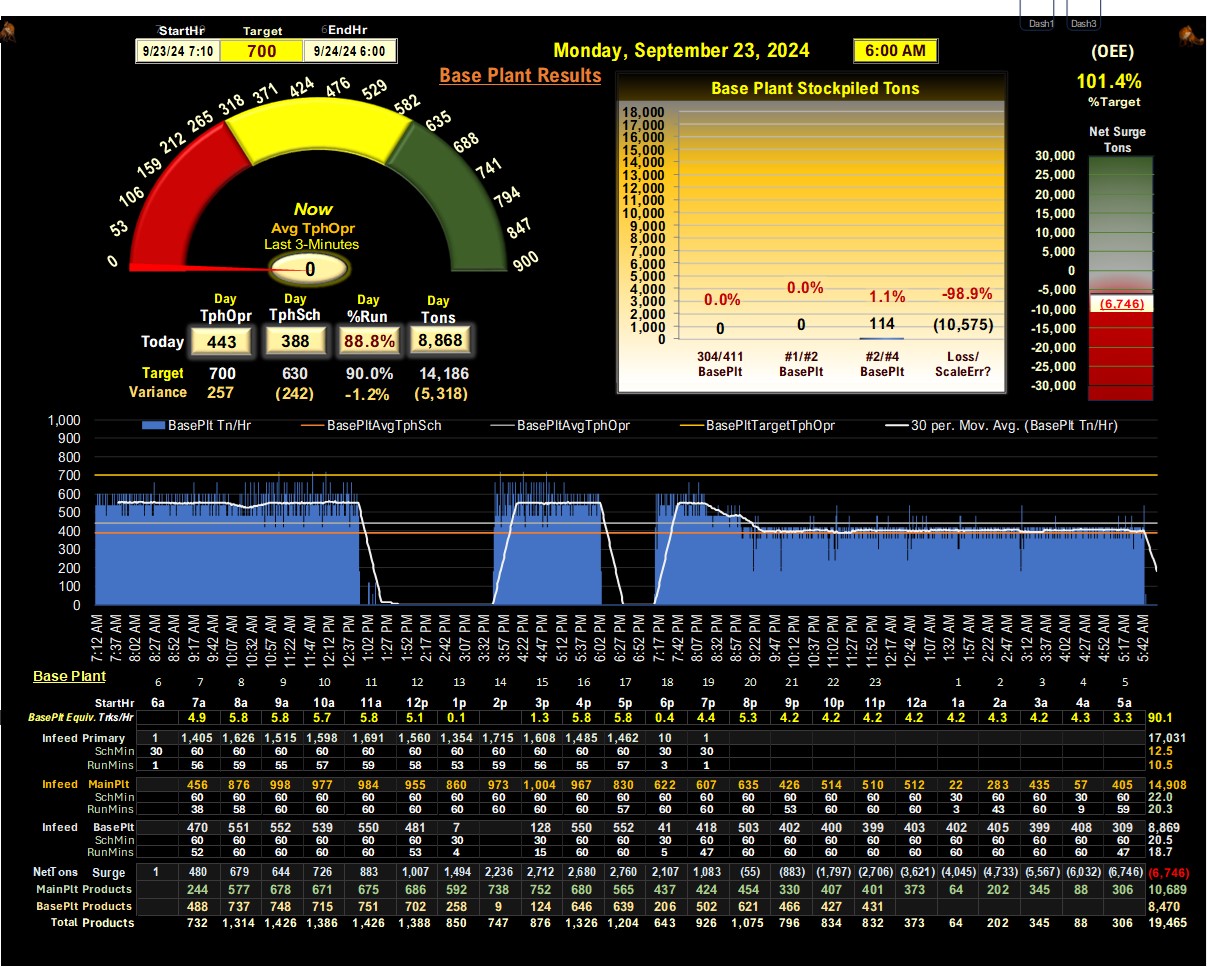 Dash1 Dash3
StartHr Target EndHr
9/23/24 7:10 700 9/24/24 6:00
Monday, September 23, 2024 6:00 AM
(OEE)
101.4%
%Target
Base Plant Results
0 53 106 159 212 265 318 371 424 476 529 582 635 688 741 794 847 900
Now
Avg TphOpr
Last 3-Minutes
0
Day Day Day Day
TphOpr TphSch %Run Tons
Today 443 388 88.8% 8,868
Target 700 630 90.0% 14,186
Variance 257 (242) -1.2% (5,318)
Base Plant Stockpiled Tons
18,000
17,000
16,000
15,000
14,000
13,000
12,000
11,000
10,000
9,000
8,000
7,000
6,000
5,000
4,000
3,000
2,000
1,000
0
0.0% 0.0% 1.1% -98.9%
0 0 114 (10,575)
304/411 #1/#2 #2/#4 Loss/
BasePlt BasePlt BasePlt ScaleErr?
Net Surge
Tons
30,000
25,000
20,000
15,000
10,000
5,000
0
-5,000
(6,746)
-10,000
-15,000
-20,000
-25,000
-30,000
BasePlt Tn/Hr BasePltAvgTphSch BasePltAvgTphOpr BasePltTargetTphOpr 30 per. Mov. Avg. (BasePlt Tn/Hr)
1,000
900
800
700
600
500
400
300
200
100
0
7:12 AM 7:37 AM 8:02 AM 8:27 AM 8:52 AM 9:17 AM 9:42 AM 10:07 AM 10:32 AM 10:57 AM 11:22 AM 11:47 AM 12:12 PM 12:37 PM 1:02 PM 1:27 PM 1:52 PM 2:17 PM 2:42 PM 3:07 PM 3:32 PM 3:57 PM 4:22 PM 4:47 PM 5:12 PM 5:37 PM 6:02 PM 6:27 PM 6:52 PM 7:17 PM 7:42 PM 8:07 PM 8:32 PM 8:57 PM 9:22 PM 9:47 PM 10:12 PM 10:37 PM 11:02 PM 11:27 PM 11:52 PM 12:17 AM 12:42 AM 1:07 AM 1:32 AM 1:57 AM 2:22 AM 2:47 AM 3:12 AM 3:37 AM 4:02 AM 4:27 AM 4:52 AM 5:17 AM 5:42 AM
Base Plant
6 7 8 9 10 11 12 13 14 15 16 17 18 19 20 21 22 23 1 2 3 4 5
StartHr 6a 7a 8a 9a 10a 11a 12p 1p 2p 3p 4p 5p 6p 7p 8p 9p 10p 11p 12a 1a 2a 3a 4a 5a
BasePlt Equiv. Trks/Hr 4.9 5.8 5.8 5.7 5.8 5.1 0.1 1.3 5.8 5.8 0.4 4.4 5.3 4.2 4.2 4.2 4.2 4.2 4.3 4.2 4.3 3.3 90.1
Infeed Primary 1 1,405 1,626 1,515 1,598 1,691 1,560 1,354 1,715 1,608 1,485 1,462 10 1 17,031
SchMin 30 60 60 60 60 60 60 60 60 60 60 60 30 30 12.5
RunMins 1 56 59 55 57 59 58 53 59 56 55 57 3 1 10.5
Infeed MainPlt 456 876 998 977 984 955 860 973 1,004 967 830 622 607 635 426 514 510 512 22 283 435 57 405 14,908
SchMin 60 60 60 60 60 60 60 60 60 60 60 60 60 60 60 60 60 60 30 60 60 30 60 22.0
RunMins 38 58 60 60 60 60 60 60 60 60 57 60 60 60 53 60 60 60 3 43 60 9 59 20.3
Infeed BasePlt 470 551 552 539 550 481 7 128 550 552 41 418 503 402 400 399 403 402 405 399 408 309 8,869
SchMin 60 60 60 60 60 60 30 60 60 60 30 60 60 60 60 60 60 60 60 60 60 60 20.5
RunMins 52 60 60 60 60 53 4 15 60 60 5 47 60 60 60 60 60 60 60 60 60 47 18.7
NetTons Surge 1 480 679 644 726 883 1,007 1,494 2,236 2,712 2,680 2,760 2,107 1,083 (55) (883) (1,797) (2,706) (3,621) (4,045) (4,733) (5,567) (6,032) (6,746) (6,746)
MainPlt Products 244 577 678 671 675 686 592 738 752 680 565 437 424 454 330 407 401 373 64 202 345 88 306 10,689
BasePlt Products 488 737 748 715 751 702 258 9 124 646 639 206 502 621 466 427 431 8,470
Total Products 732 1,314 1,426 1,386 1,426 1,388 850 747 876 1,326 1,204 643 926 1,075 796 834 832 373 64 202 345 88 306 19,465